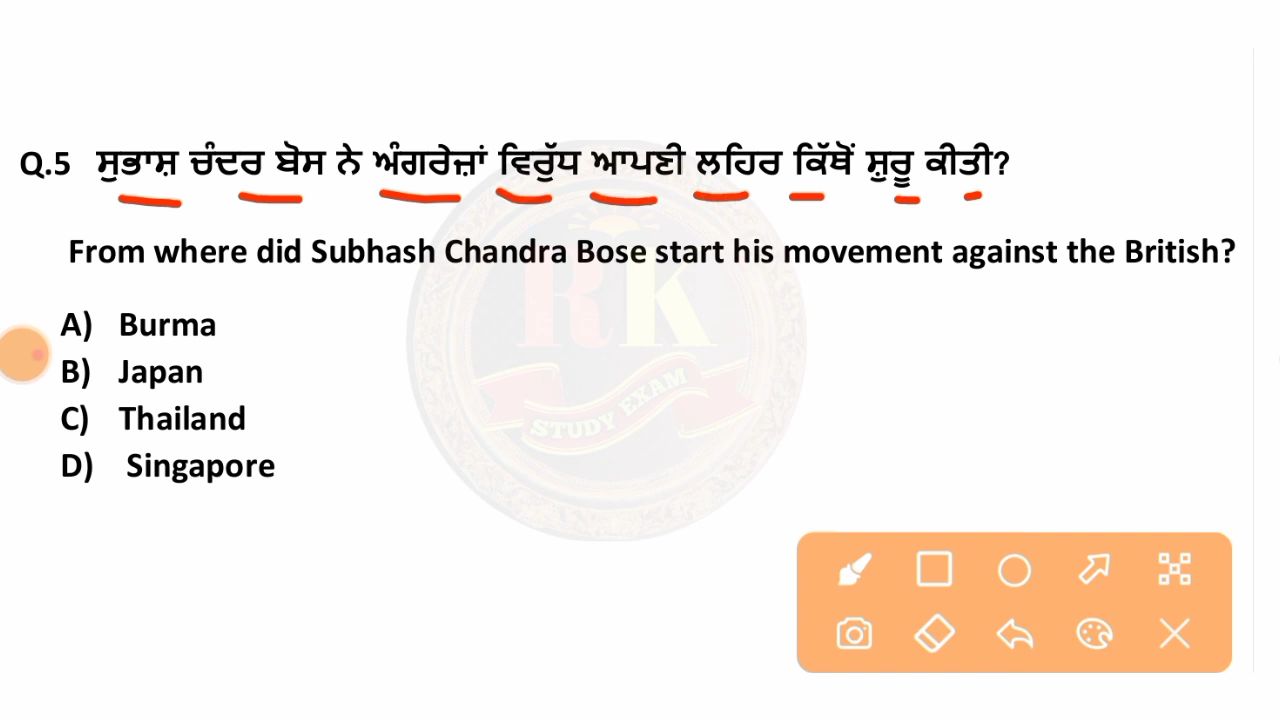 Q.5 ਸੁਭਾਸ਼ ਚੰਦਰ ਬੋਸ ਨੇ ਅੰਗਰੇਜ਼ਾਂ ਵਿਰੁੱਧ ਆਪਣੀ ਲਹਿਰ ਕਿੱਥੋਂ ਸ਼ੁਰੂ ਕੀਤੀ?
From where did Subhash Chandra Bose start his movement against the British?
A) Burma
B) Japan
C) Thailand
D) Singapore
RK
STUDY EXAM